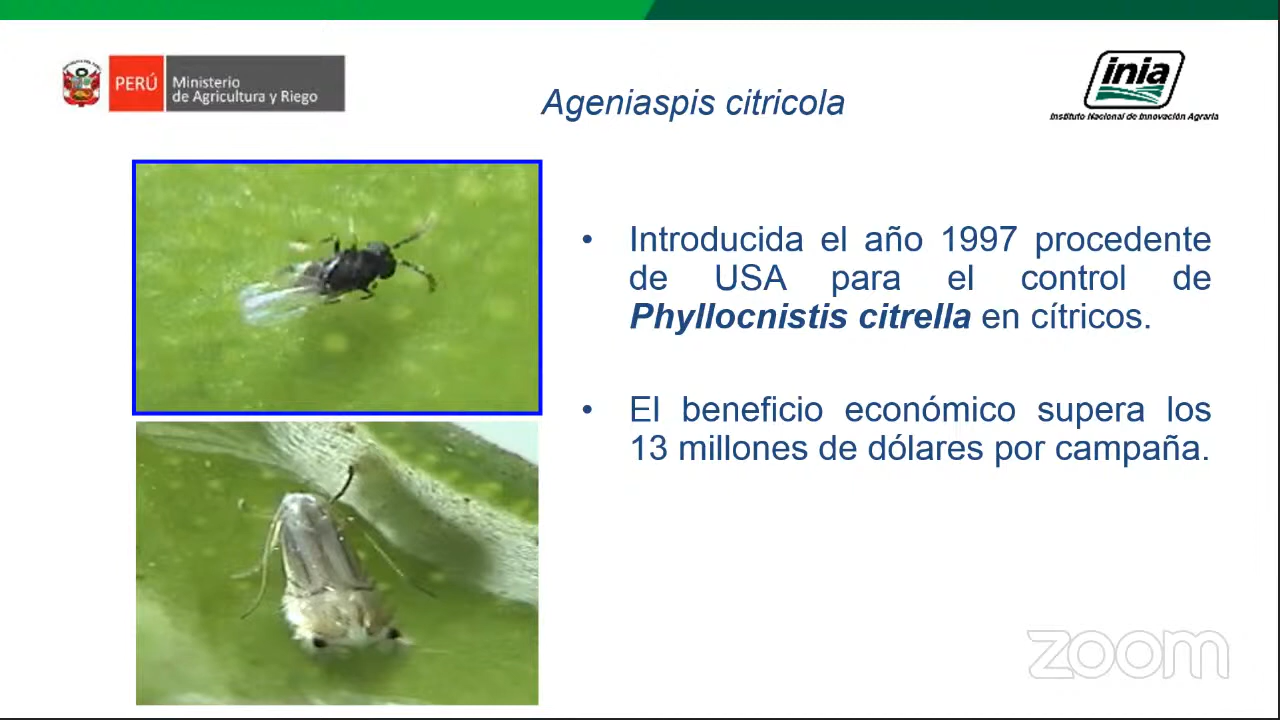 PERÚ
Ministerio
de Agricultura y Riego
Ageniaspis citricola
inia
Instituto Nacional de Innovación Agraria
• Introducida el año 1997 procedente
de USA para el control de
Phyllocnistis citrella en cítricos.
• El beneficio económico supera los
13 millones de dólares por campaña.
zoom